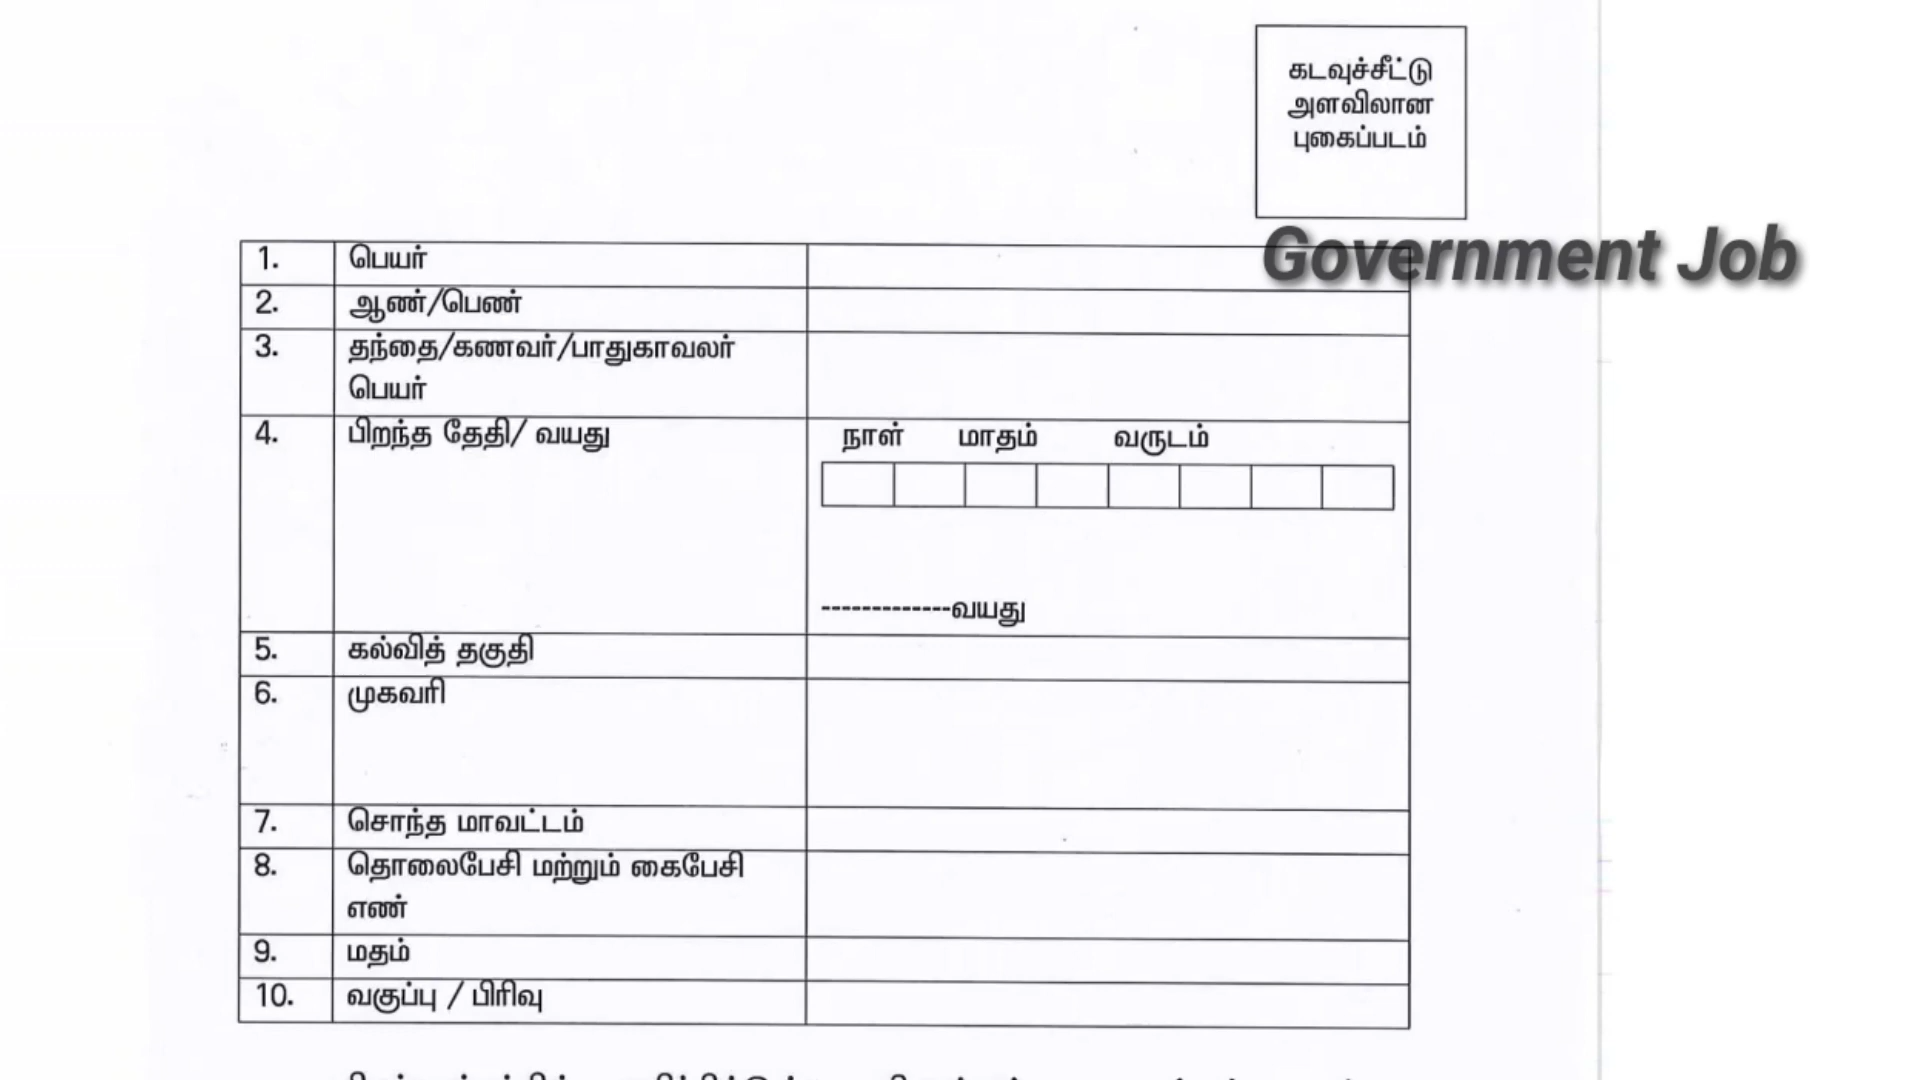 கடவுச்சீட்டு
அளவிலான
புகைப்படம்
Government Job
1. பெயர்
2. ஆண்/பெண்
3. தந்தை/கணவர்/பாதுகாவலர்
பெயர்
4. பிறந்த தேதி/ வயது நாள் மாதம் வருடம்
-------------வயது
5. கல்வித் தகுதி
6. முகவரி
7. சொந்த மாவட்டம்
8. தொலைபேசி மற்றும் கைபேசி
எண்
9. மதம்
10. வகுப்பு / பிரிவு